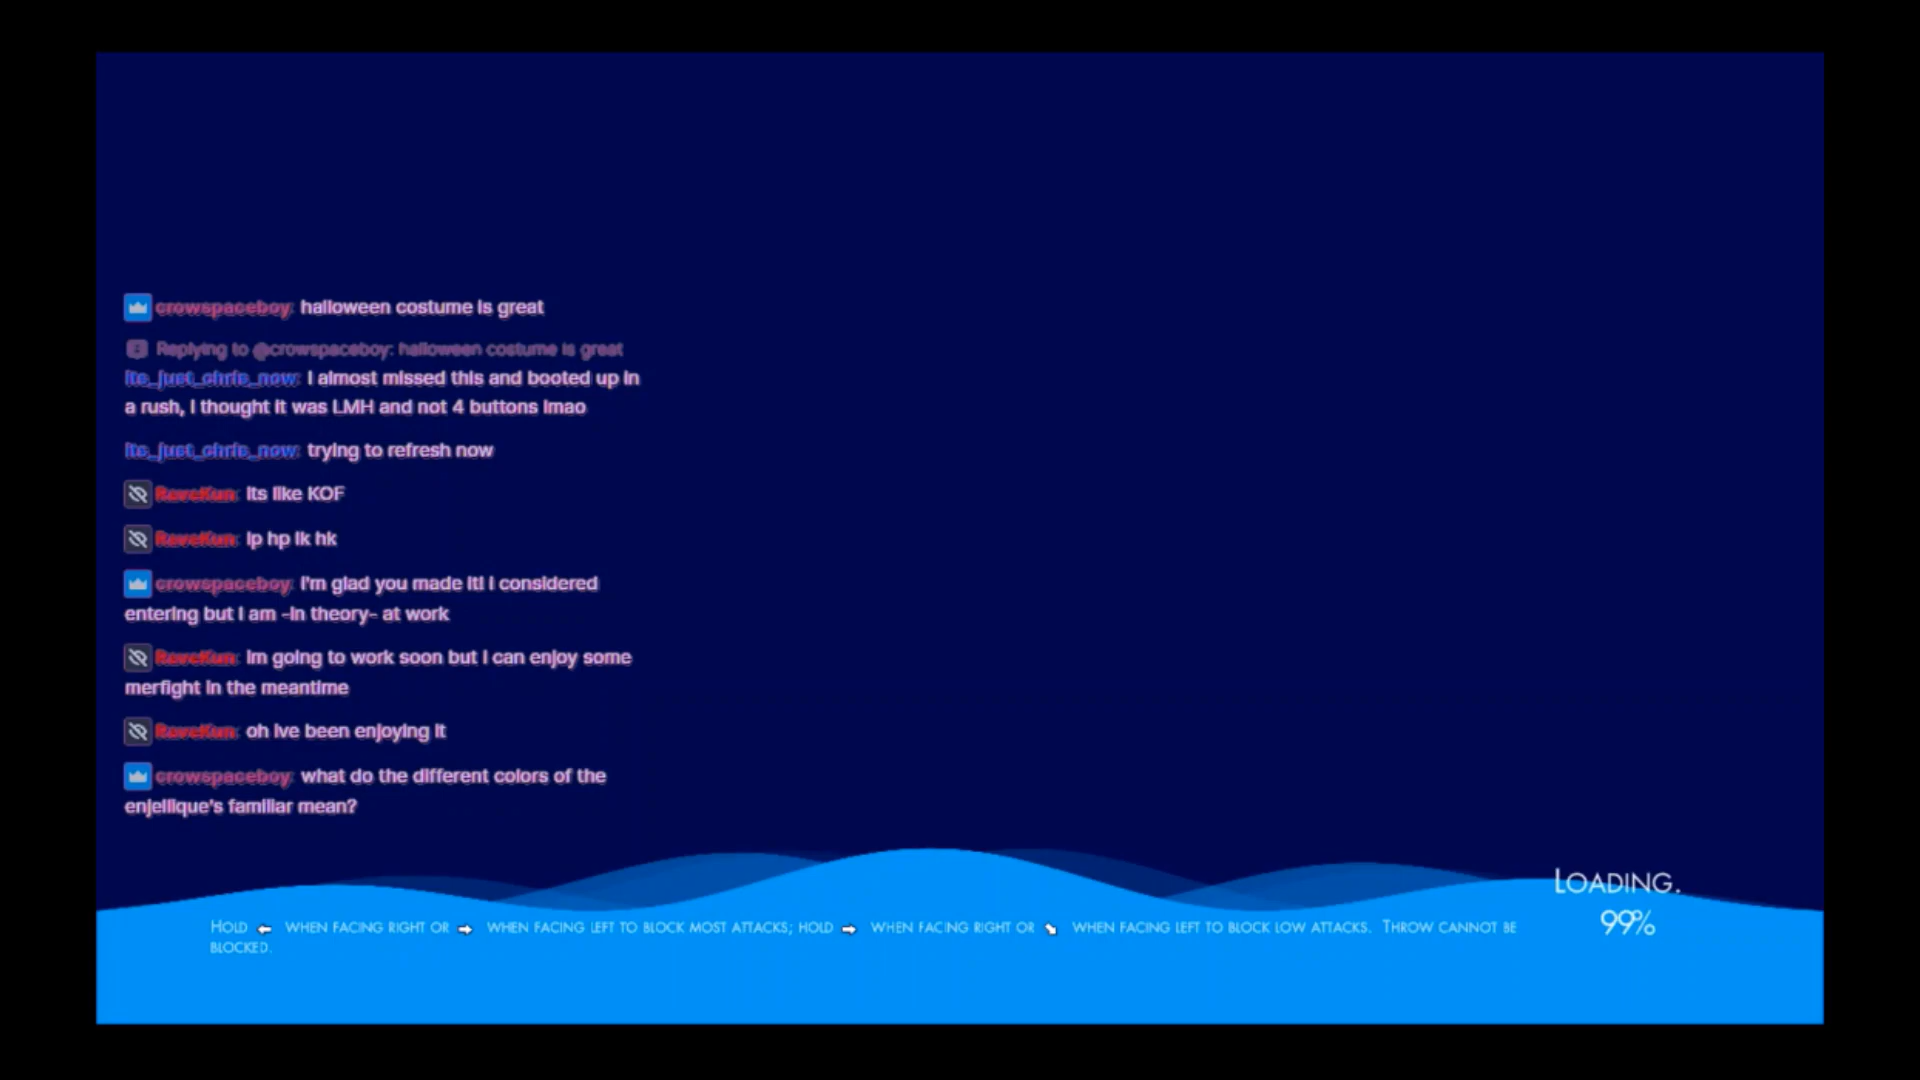 crowspaceboy: halloween costume is great
Replying to @crowspaceboy: halloween costume is great
its_just_chris_now: I almost missed this and booted up in
a rush, I thought it was LMH and not 4 buttons lmao
its_just_chris_now: trying to refresh now
RaveKun: Its like KOF
RaveKun: lp hp lk hk
crowspaceboy: I'm glad you made it! I considered
entering but I am -in theory- at work
RaveKun: Im going to work soon but I can enjoy some
merfight in the meantime
RaveKun: oh ive been enjoying it
crowspaceboy: what do the different colors of the
enjellique's familiar mean?
LOADING.
99%
HOLD ← WHEN FACING RIGHT OR → WHEN FACING LEFT TO BLOCK MOST ATTACKS; HOLD → WHEN FACING RIGHT OR ↘ WHEN FACING LEFT TO BLOCK LOW ATTACKS. THROW CANNOT BE
BLOCKED.